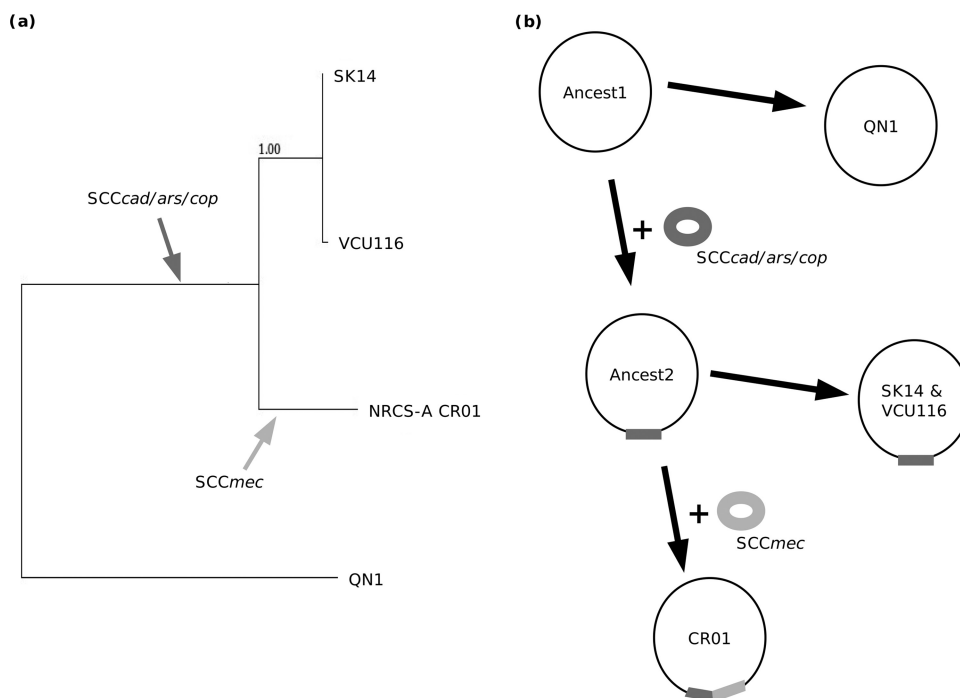 (a)
SK14
1.00
SCCcad/ars/cop
VCU116
NRCS-A CR01
SCCmec
QN1
(b)
Ancest1
QN1
+
SCCcad/ars/cop
Ancest2
SK14 &
VCU116
+
SCCmec
CR01